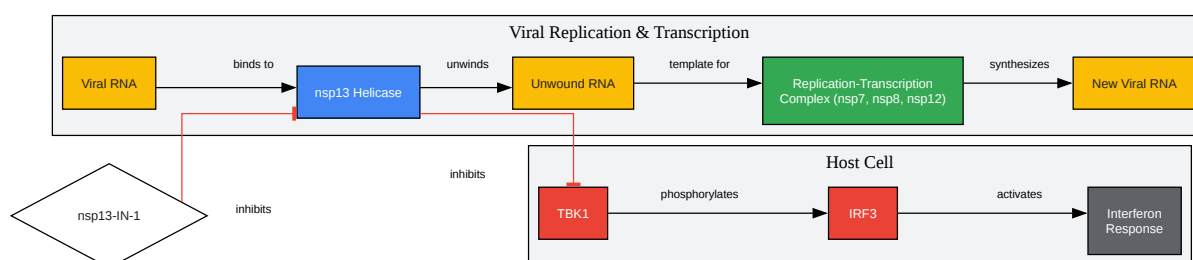 Viral Replication & Transcription
Viral RNA
binds to
nsp13 Helicase
unwinds
Unwound RNA
template for
Replication-Transcription
Complex (nsp7, nsp8, nsp12)
synthesizes
New Viral RNA
Host Cell
nsp13-IN-1
inhibits
inhibits
TBK1
phosphorylates
IRF3
activates
Interferon
Response